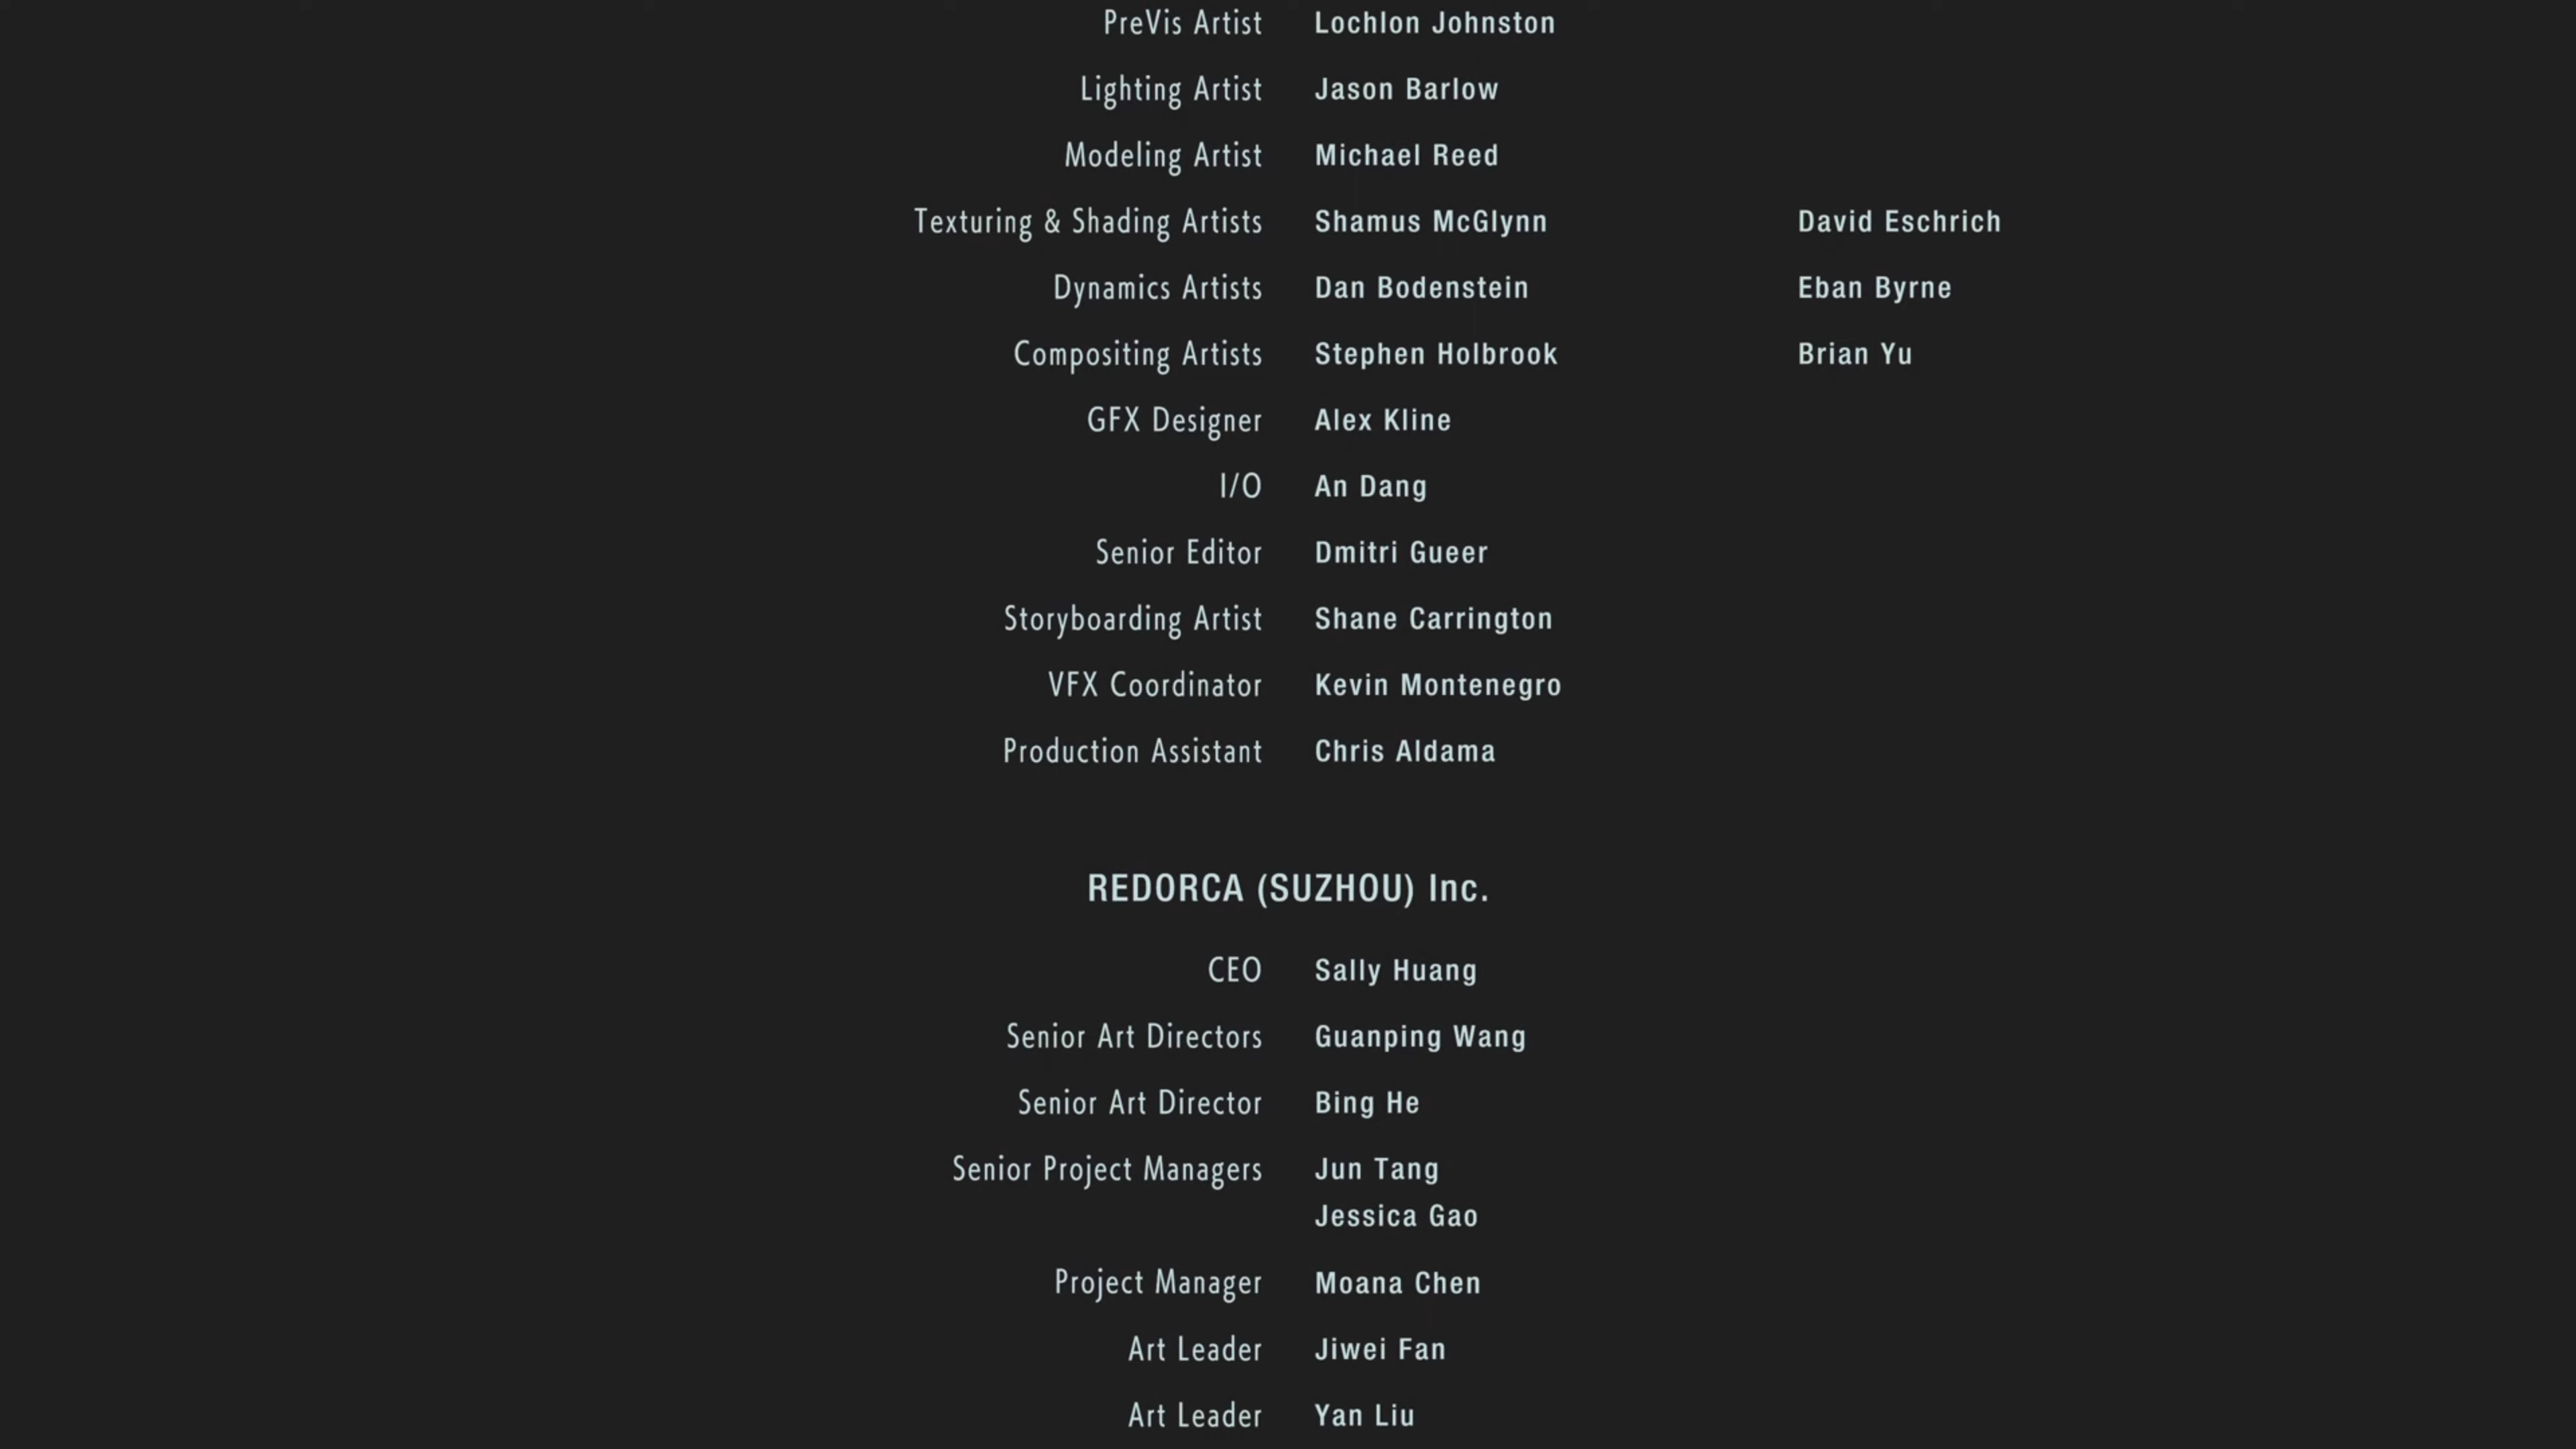 PreVis Artist Lochlon Johnston
Lighting Artist Jason Barlow
Modeling Artist Michael Reed
Texturing & Shading Artists Shamus McGlynn David Eschrich
Dynamics Artists Dan Bodenstein Eban Byrne
Compositing Artists Stephen Holbrook Brian Yu
GFX Designer Alex Kline
I/O An Dang
Senior Editor Dmitri Gueer
Storyboarding Artist Shane Carrington
VFX Coordinator Kevin Montenegro
Production Assistant Chris Aldama
REDORCA (SUZHOU) Inc.
CEO Sally Huang
Senior Art Directors Guanping Wang
Senior Art Director Bing He
Senior Project Managers Jun Tang
Jessica Gao
Project Manager Moana Chen
Art Leader Jiwei Fan
Art Leader Yan Liu